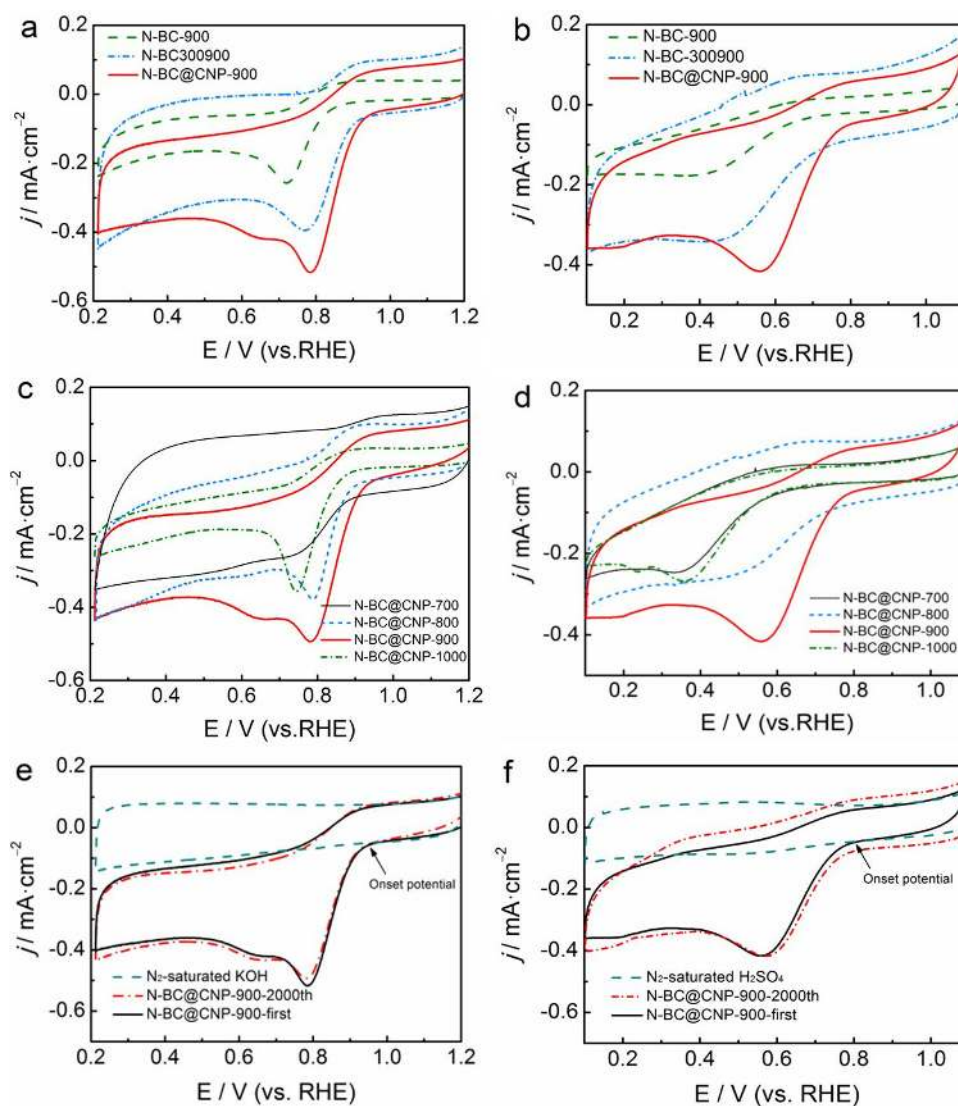 a
N-BC-900
N-BC300900
N-BC@CNP-900
0.2
0.0
-0.2
-0.4
-0.6
j / mA·cm⁻²
0.2 0.4 0.6 0.8 1.0 1.2
E / V (vs.RHE)
b
N-BC-900
N-BC-300900
N-BC@CNP-900
0.2
0.0
-0.2
-0.4
j / mA·cm⁻²
0.2 0.4 0.6 0.8 1.0
E / V (vs.RHE)
c
0.2
0.0
-0.2
-0.4
-0.6
j / mA·cm⁻²
N-BC@CNP-700
N-BC@CNP-800
N-BC@CNP-900
N-BC@CNP-1000
0.2 0.4 0.6 0.8 1.0 1.2
E / V (vs.RHE)
d
0.2
0.0
-0.2
-0.4
j / mA·cm⁻²
N-BC@CNP-700
N-BC@CNP-800
N-BC@CNP-900
N-BC@CNP-1000
0.2 0.4 0.6 0.8 1.0
E / V (vs.RHE)
e
0.2
0.0
-0.2
-0.4
-0.6
j / mA·cm⁻²
Onset potential
N₂-saturated KOH
N-BC@CNP-900-2000th
N-BC@CNP-900-first
0.2 0.4 0.6 0.8 1.0 1.2
E / V (vs. RHE)
f
0.2
0.0
-0.2
-0.4
-0.6
j / mA·cm⁻²
Onset potential
N₂-saturated H₂SO₄
N-BC@CNP-900-2000th
N-BC@CNP-900-first
0.2 0.4 0.6 0.8 1.0
E / V (vs. RHE)